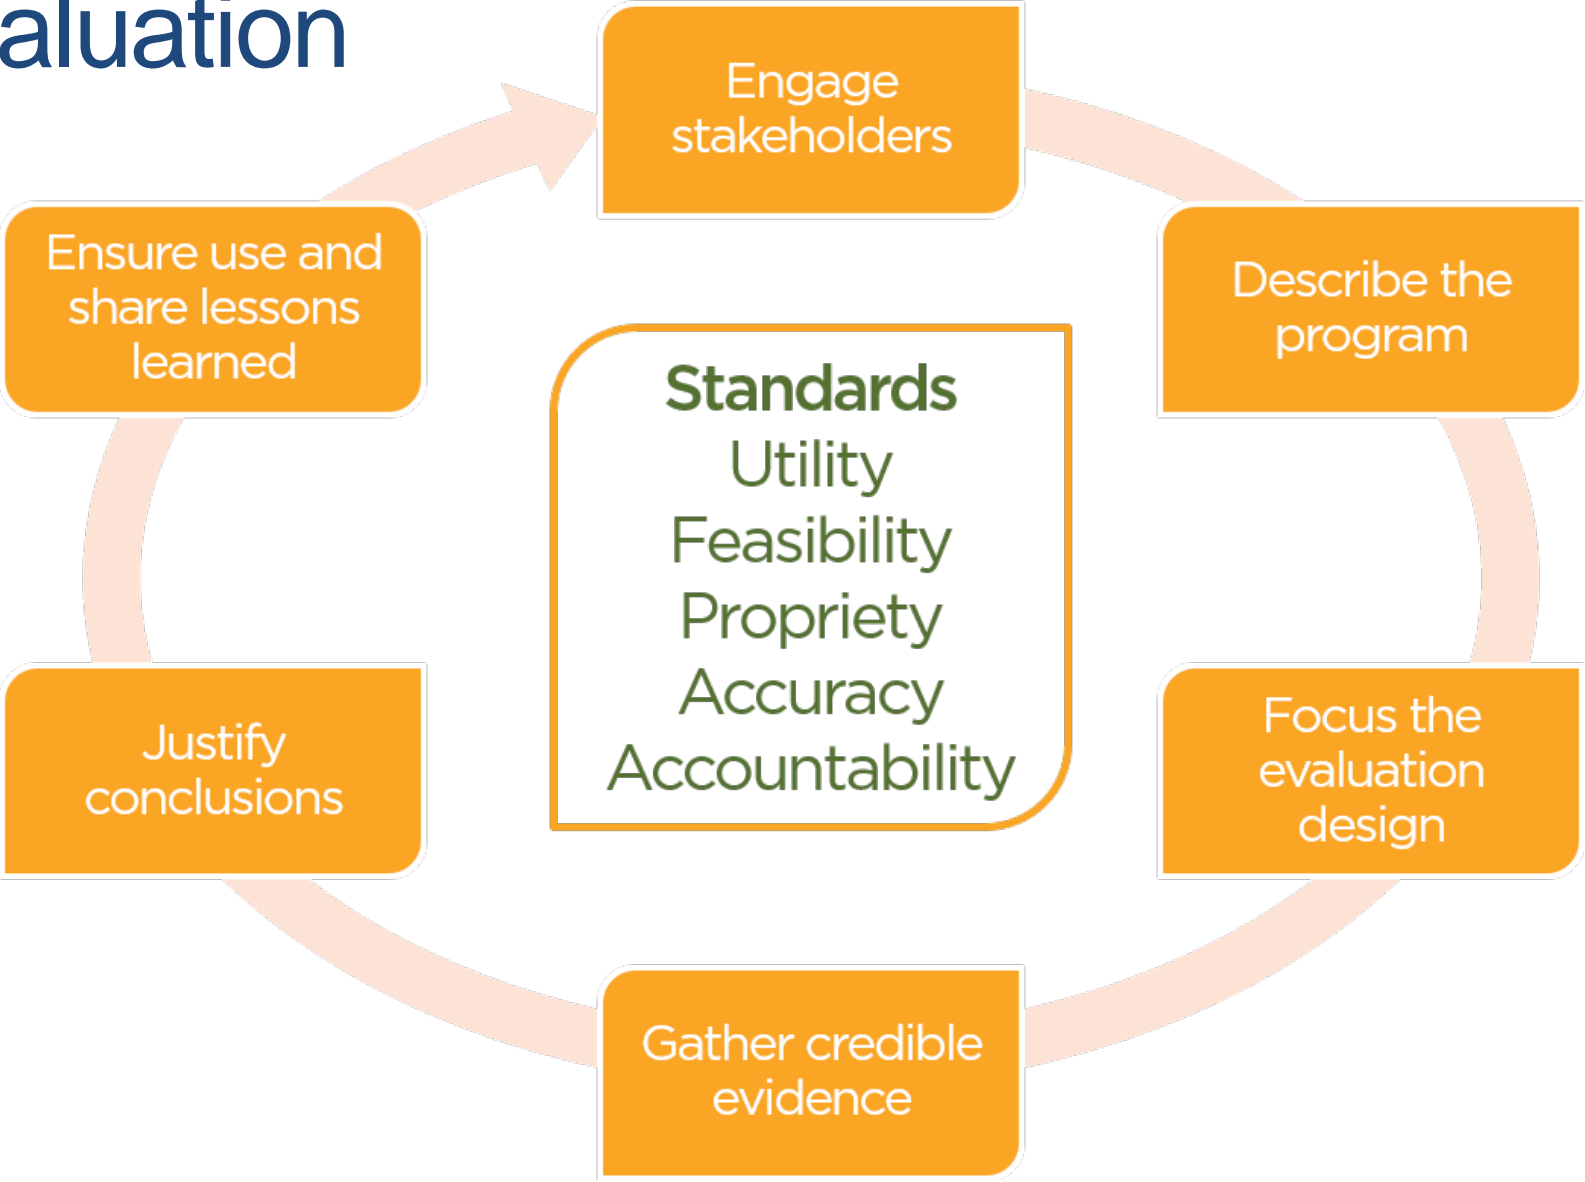 aluation
Engage
stakeholders
Describe the
program
Focus the
evaluation
design
Gather credible
evidence
Justify
conclusions
Ensure use and
share lessons
learned
Standards
Utility
Feasibility
Propriety
Accuracy
Accountability